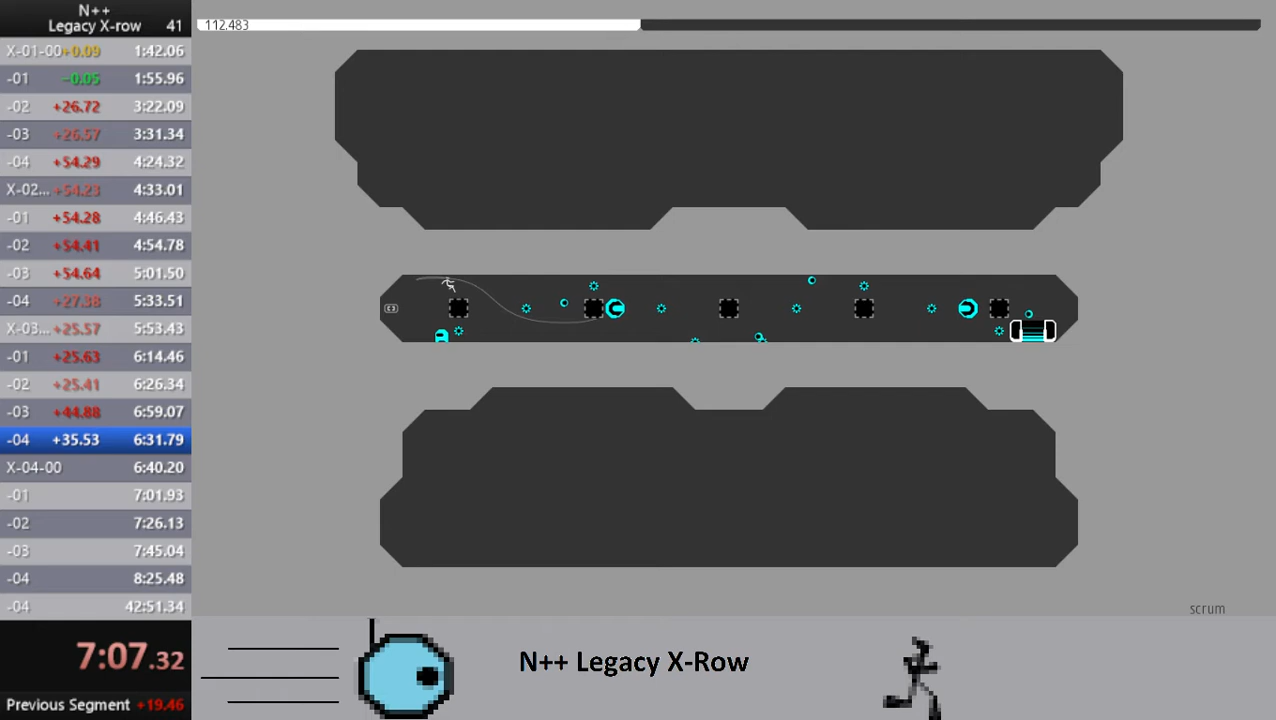 N++
Legacy X-row 41
X-01-00 +0.09 1:42.06
-01 -0.05 1:55.96
-02 +26.72 3:22.09
-03 +26.57 3:31.34
-04 +54.29 4:24.32
X-02... +54.23 4:33.01
-01 +54.28 4:46.43
-02 +54.41 4:54.78
-03 +54.64 5:01.50
-04 +27.38 5:33.51
X-03... +25.57 5:53.43
-01 +25.63 6:14.46
-02 +25.41 6:26.34
-03 +44.88 6:59.07
-04 +35.53 6:31.79
X-04-00 6:40.20
-01 7:01.93
-02 7:26.13
-03 7:45.04
-04 8:25.48
-04 42:51.34
7:07.32
Previous Segment +19.46
112.483
scrum
N++ Legacy X-Row